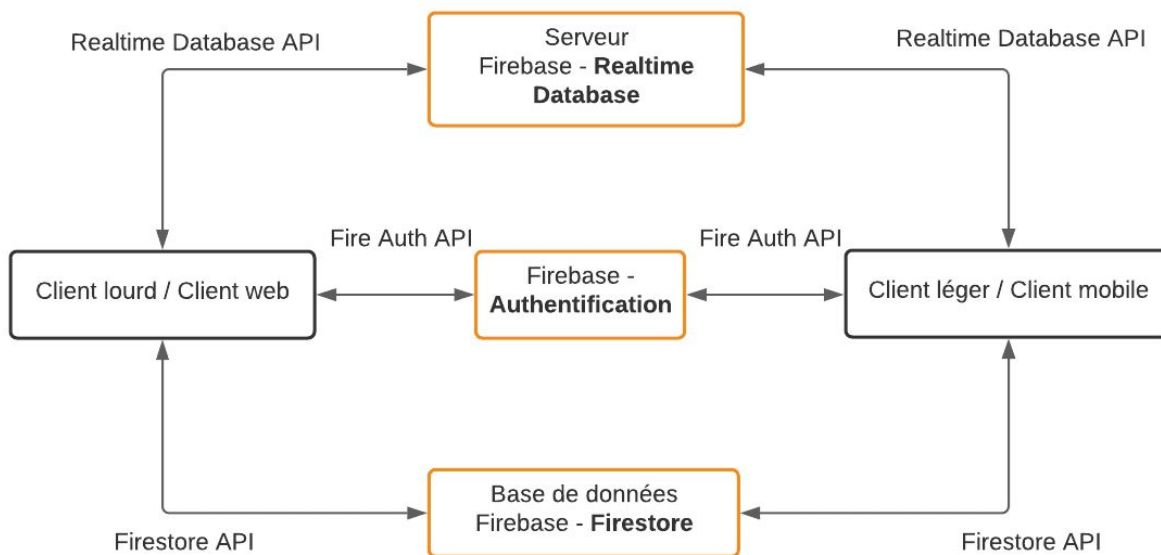 Realtime Database API
Serveur
Firebase - Realtime
Database
Realtime Database API
Fire Auth API
Fire Auth API
Client lourd / Client web
Firebase -
Authentification
Client léger / Client mobile
Base de données
Firebase - Firestore
Firestore API
Firestore API